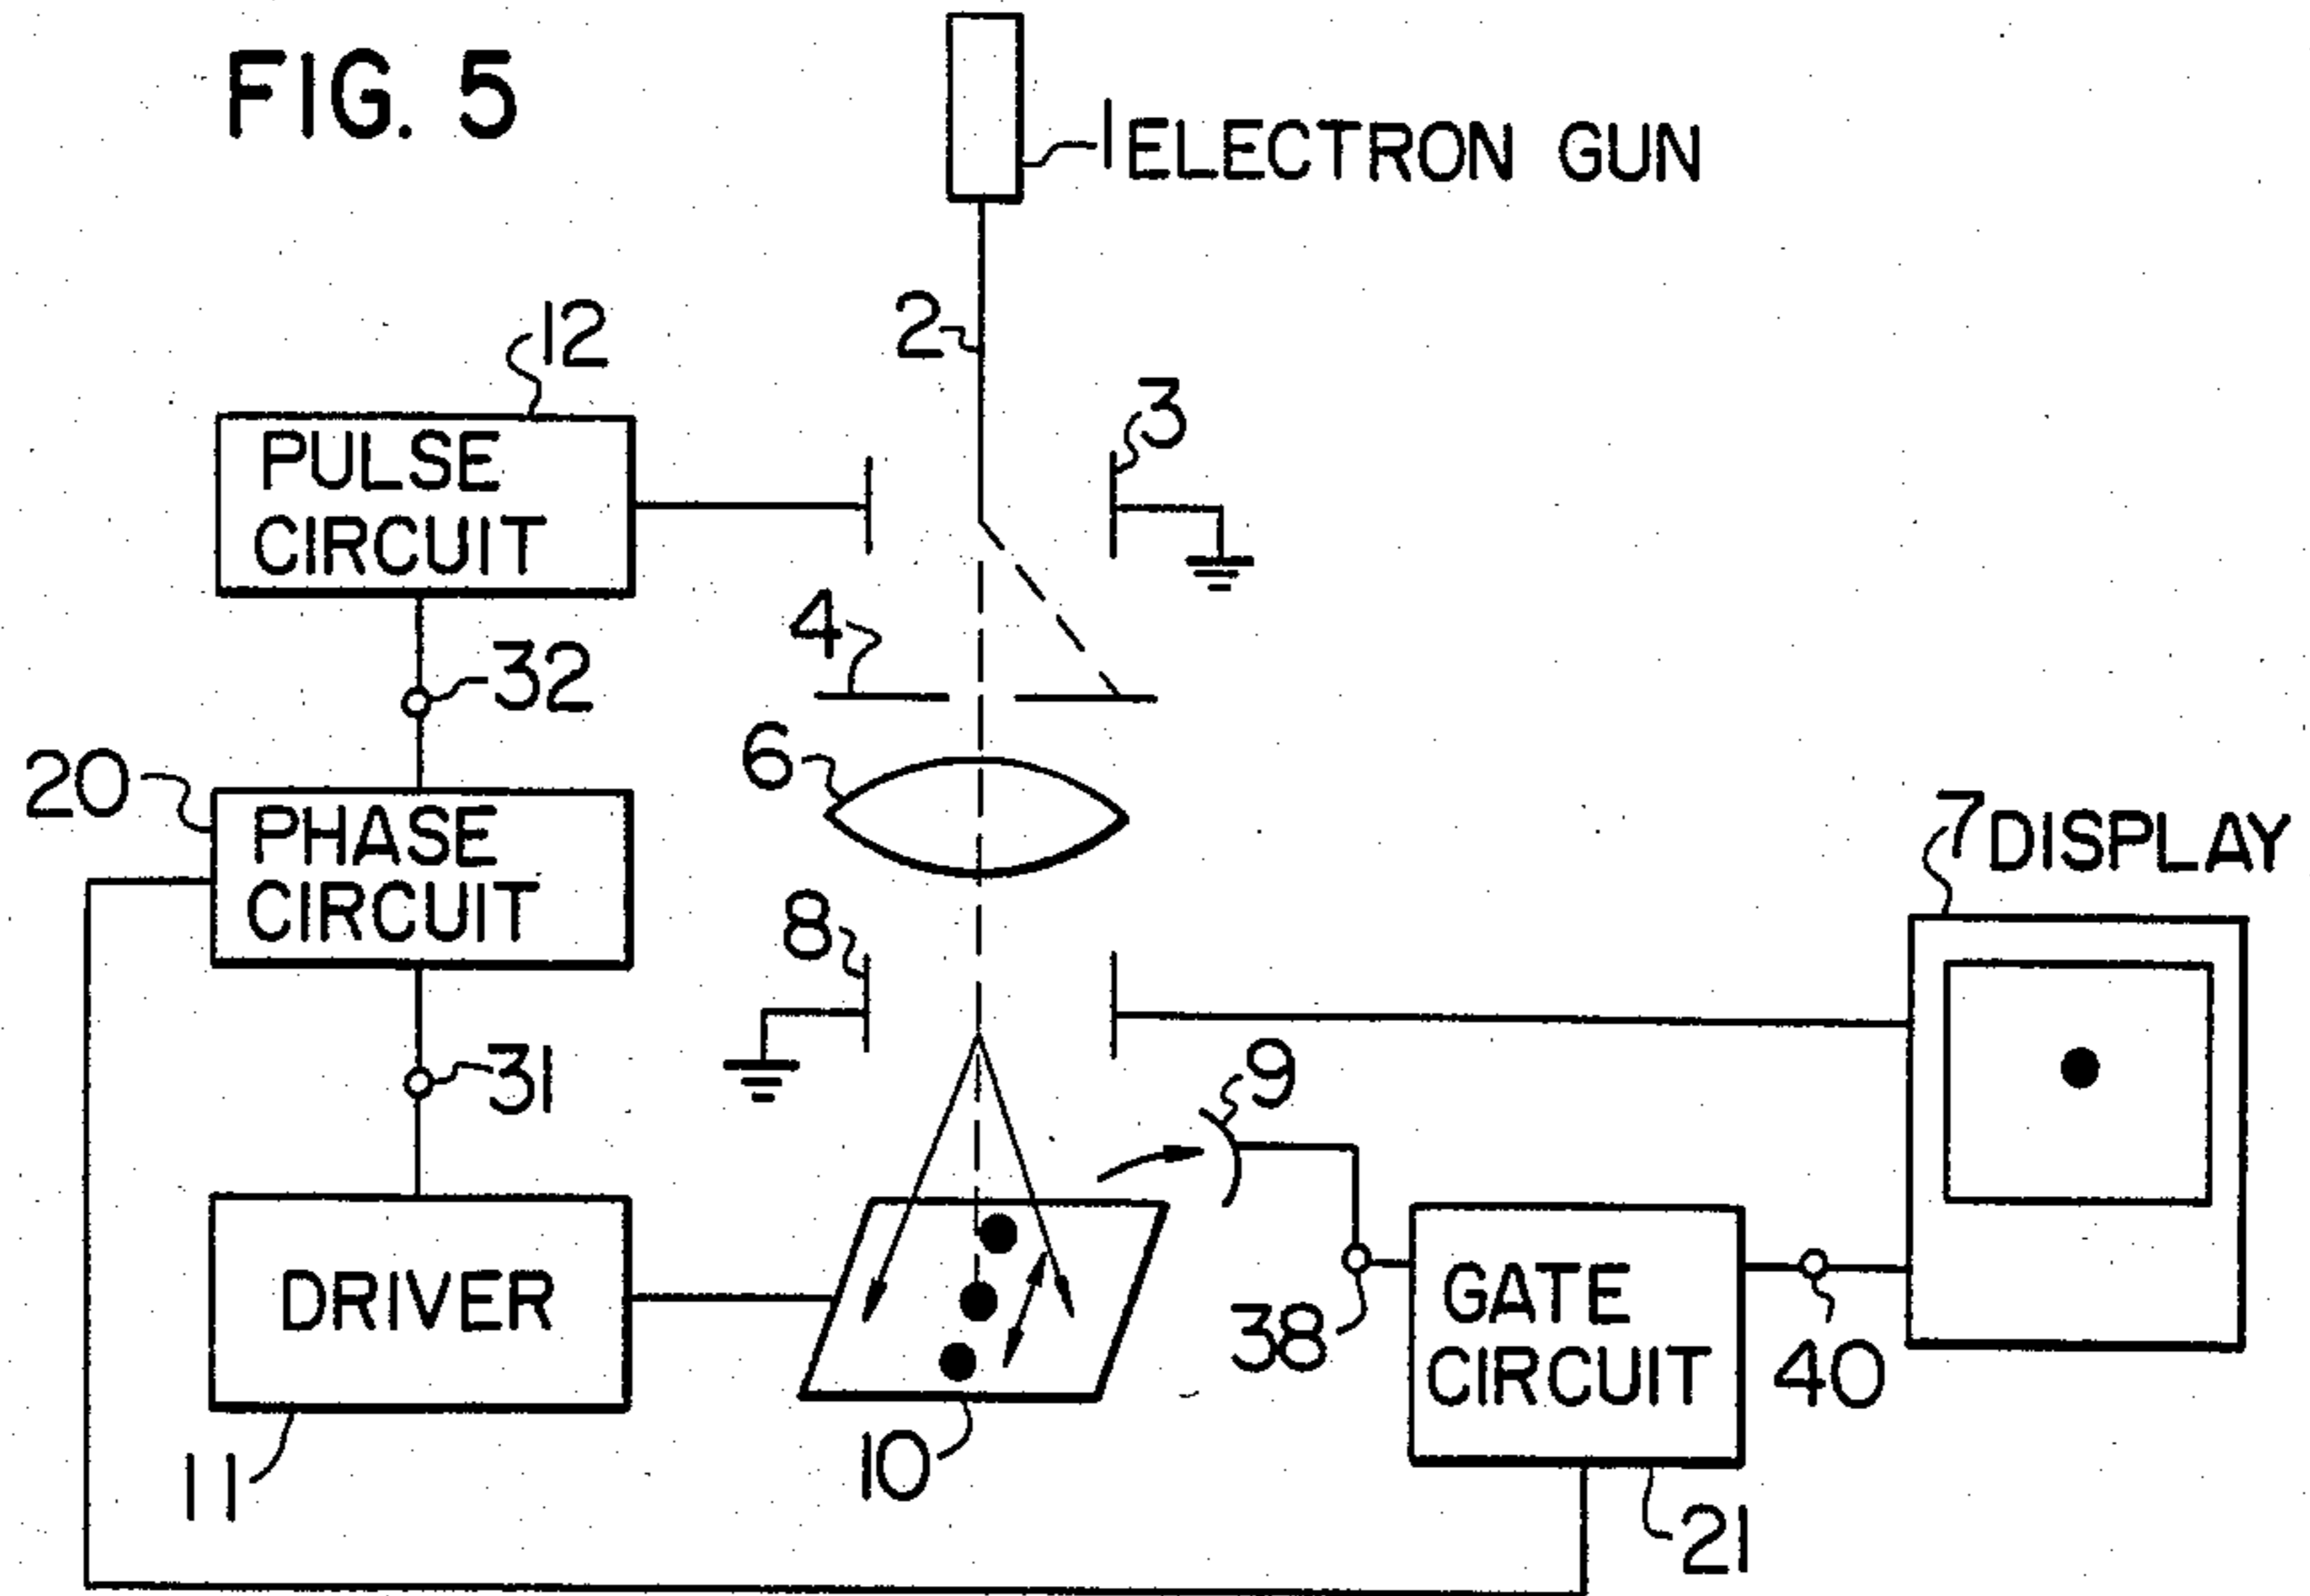 FIG. 5
1 ELECTRON GUN
2
12
3
PULSE
CIRCUIT
4
32
6
20
PHASE
CIRCUIT
7 DISPLAY
8
31
9
DRIVER
38
GATE
CIRCUIT
40
10
11
21